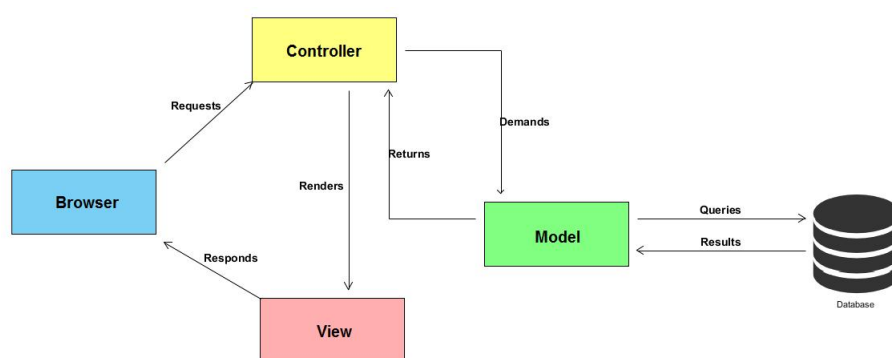 Controller
Requests
Demands
Returns
Renders
Browser
Queries
Model
Results
Responds
Database
View